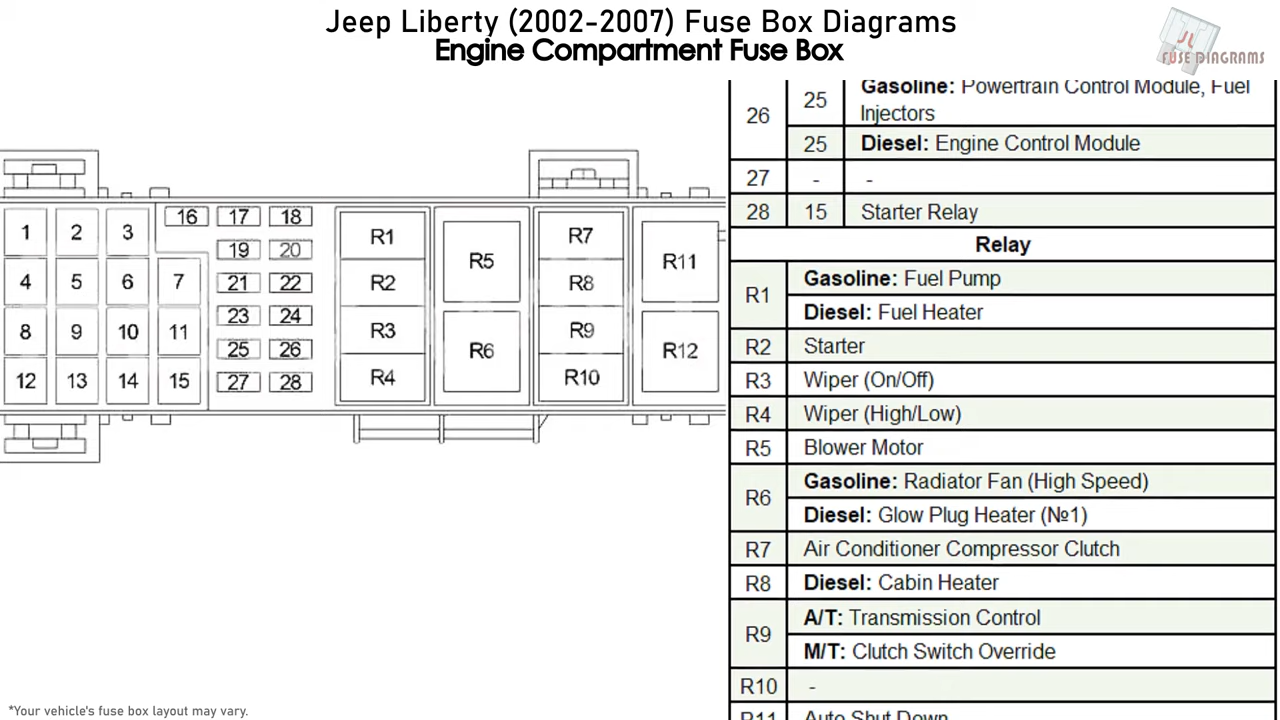 Jeep Liberty (2002-2007) Fuse Box Diagrams
Engine Compartment Fuse Box
JL
FUSE DIAGRAMS
1 2 3 16 17 18
19 20
4 5 6 7 21 22
23 24
8 9 10 11 25 26
12 13 14 15 27 28
R1 R5 R7 R11
R2 R8
R3 R6 R9 R12
R4 R10
26 25 Gasoline: Powertrain Control Module, Fuel
Injectors
25 Diesel: Engine Control Module
27 - -
28 15 Starter Relay
Relay
R1 Gasoline: Fuel Pump
Diesel: Fuel Heater
R2 Starter
R3 Wiper (On/Off)
R4 Wiper (High/Low)
R5 Blower Motor
R6 Gasoline: Radiator Fan (High Speed)
Diesel: Glow Plug Heater (№1)
R7 Air Conditioner Compressor Clutch
R8 Diesel: Cabin Heater
R9 A/T: Transmission Control
M/T: Clutch Switch Override
R10 -
R11 Auto Shut Down
*Your vehicle's fuse box layout may vary.